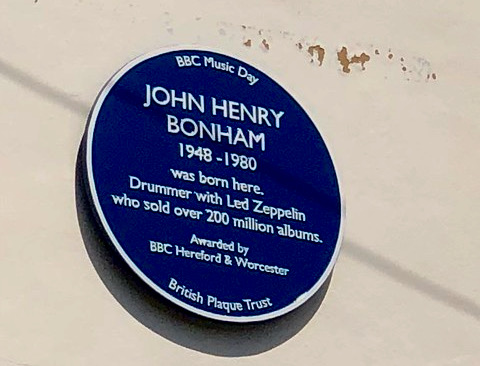 BBC Music Day
JOHN HENRY
BONHAM
1948 - 1980
was born here.
Drummer with Led Zeppelin
who sold over 200 million albums.
Awarded by
BBC Hereford & Worcester
British Plaque Trust